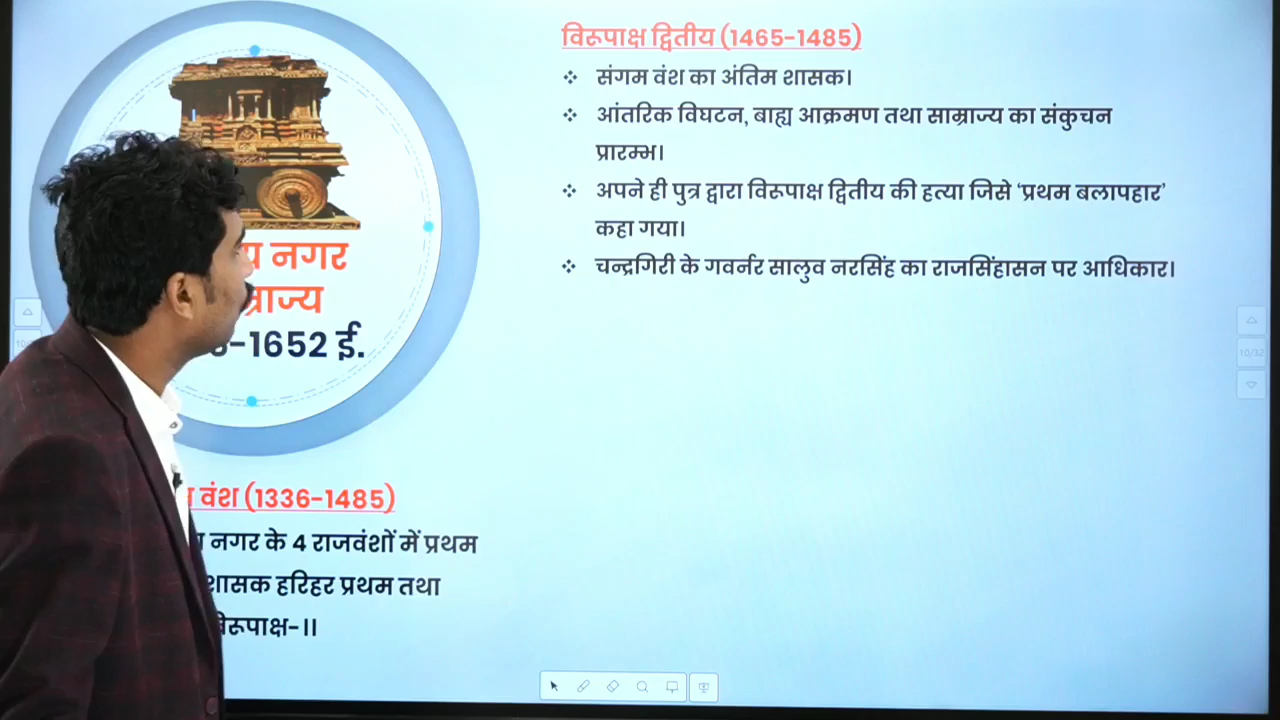 विरूपाक्ष द्वितीय (1465-1485)
❖ संगम वंश का अंतिम शासक।
❖ आंतरिक विघटन, बाह्य आक्रमण तथा साम्राज्य का संकुचन
प्रारम्भ।
❖ अपने ही पुत्र द्वारा विरूपाक्ष द्वितीय की हत्या जिसे ‘प्रथम बलापहार’
कहा गया।
❖ चन्द्रगिरी के गवर्नर सालुव नरसिंह का राजसिंहासन पर आधिकार।
नगर
-1652 ई.
वंश (1336-1485)
नगर के 4 राजवंशों में प्रथम
शासक हरिहर प्रथम तथा
विरूपाक्ष-।।
10/32